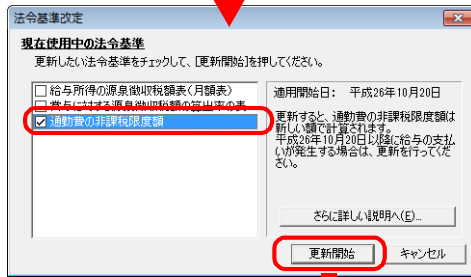 法令基準改定
現在使用中の法令基準
更新したい法令基準をチェックして、[更新開始]を押してください。
給与所得の源泉徴収税額表(月額表)
賞与に対する源泉徴収税額の算出率の表
通勤費の非課税限度額
適用開始日： 平成26年10月20日
更新すると、通勤費の非課税限度額は
新しい額で計算されます。
平成26年10月20日以降に給与の支払
いが発生する場合は、更新を行ってくだ
さい。
さらに詳しい説明へ(E)...
更新開始
キャンセル